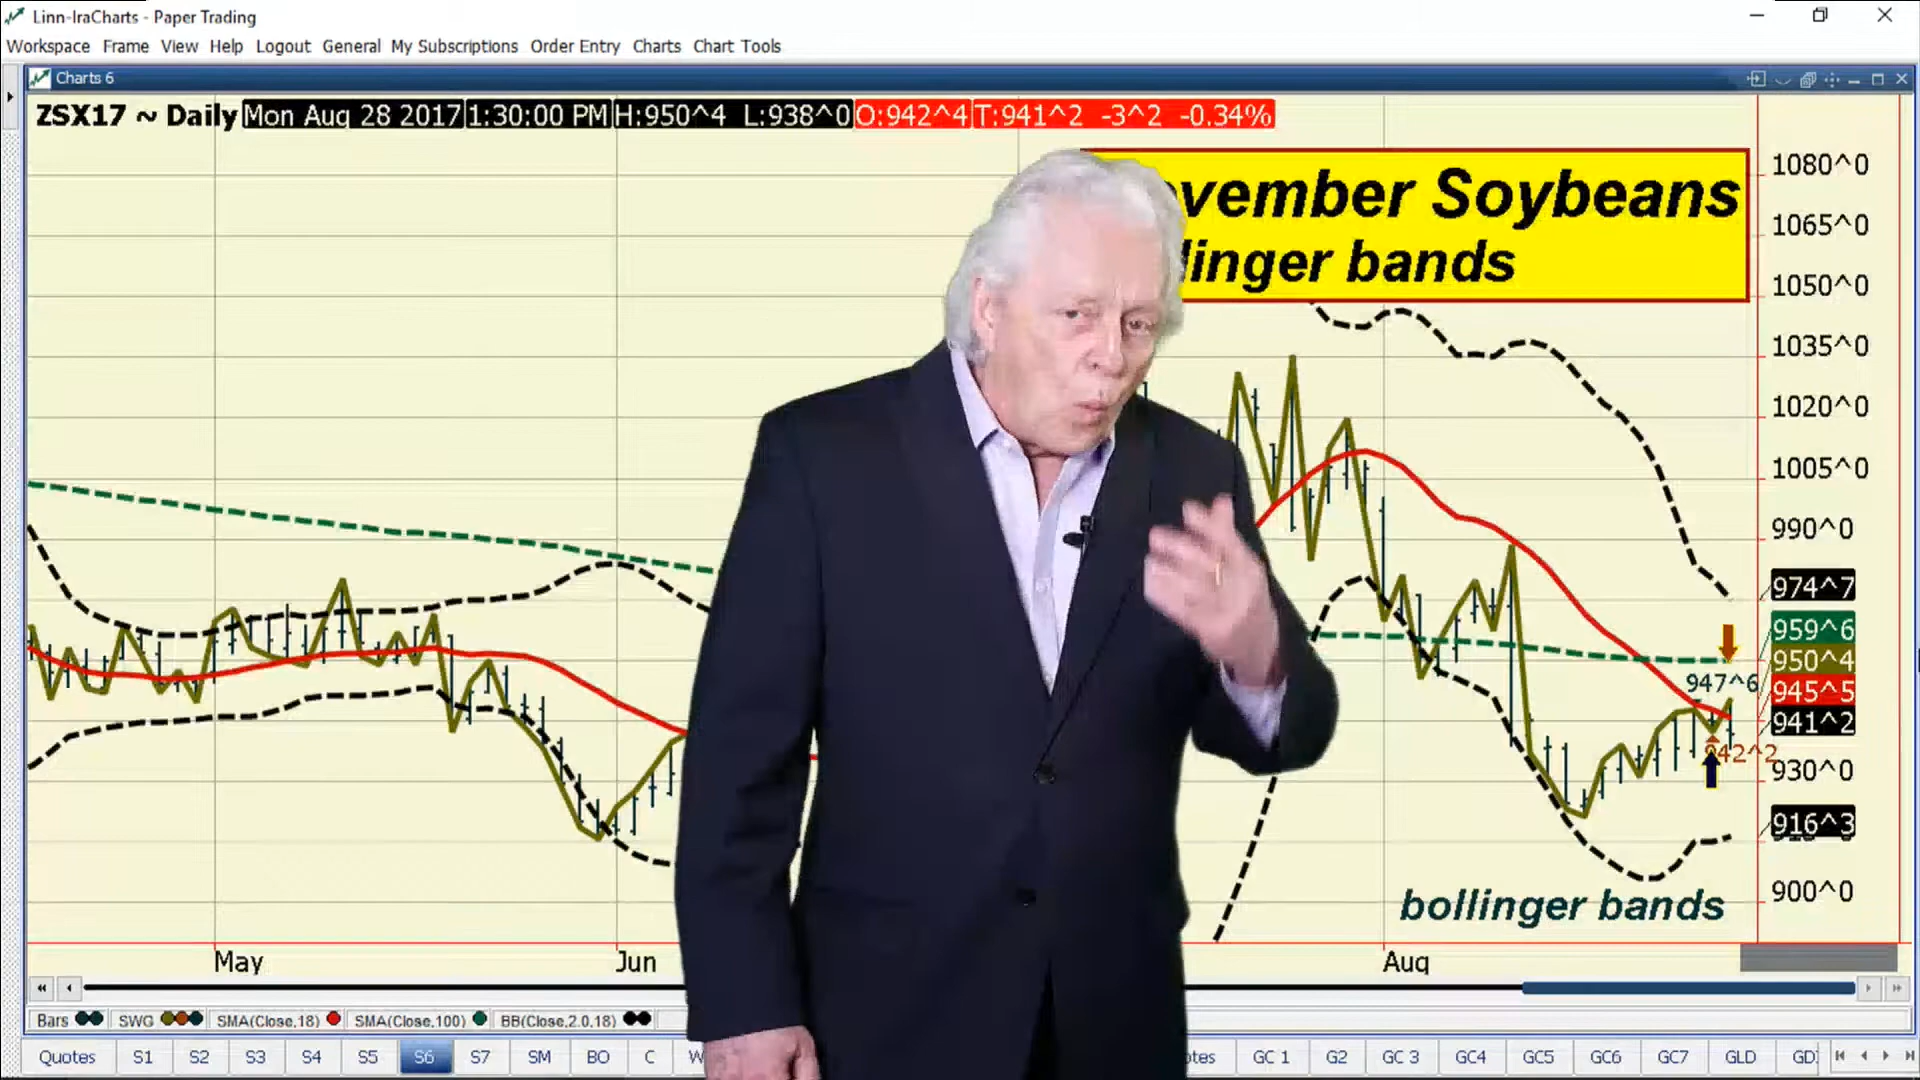 Linn-IraCharts - Paper Trading
Workspace Frame View Help Logout General My Subscriptions Order Entry Charts Chart Tools
Charts 6
ZSX17 ~ Daily Mon Aug 28 2017 1:30:00 PM H:950^4 L:938^0 O:942^4 T:941^2 -3^2 -0.34%
vember Soybeans
linger bands
1080^0
1065^0
1050^0
1035^0
1020^0
1005^0
990^0
974^7
959^6
950^4
947^6
945^5
941^2
942^2
930^0
916^3
900^0
bollinger bands
May Jun Aug
Bars SWG SMA(Close,18) SMA(Close,100) BB(Close,2.0,18)
Quotes S1 S2 S3 S4 S5 S6 S7 SM BO C W otes GC 1 G2 GC 3 GC4 GC5 GC6 GC7 GLD GD